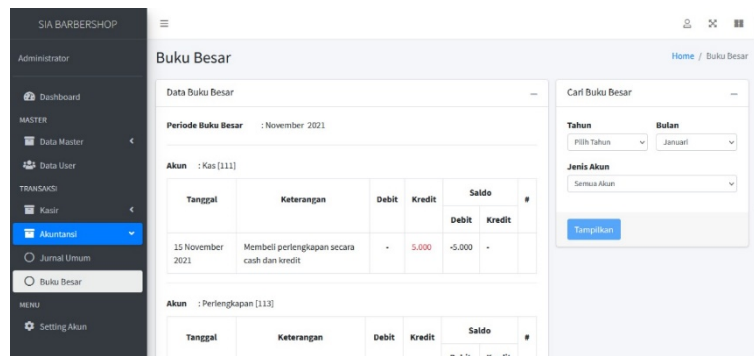 SIA BARBERSHOP
Administrator
Dashboard
MASTER
Data Master
Data User
TRANSAKSI
Kasir
Akuntansi
Jurnal Umum
Buku Besar
MENU
Setting Akun
Buku Besar
Home / Buku Besar
Data Buku Besar
Periode Buku Besar : November 2021
Akun : Kas [111]
Tanggal Keterangan Debit Kredit Saldo #
Debit Kredit
15 November 2021 Membeli perlengkapan secara cash dan kredit - 5.000 -5.000 -
Akun : Perlengkapan [113]
Tanggal Keterangan Debit Kredit Saldo #
Cari Buku Besar
Tahun Bulan
Pilih Tahun Januari
Jenis Akun
Semua Akun
Tampilkan